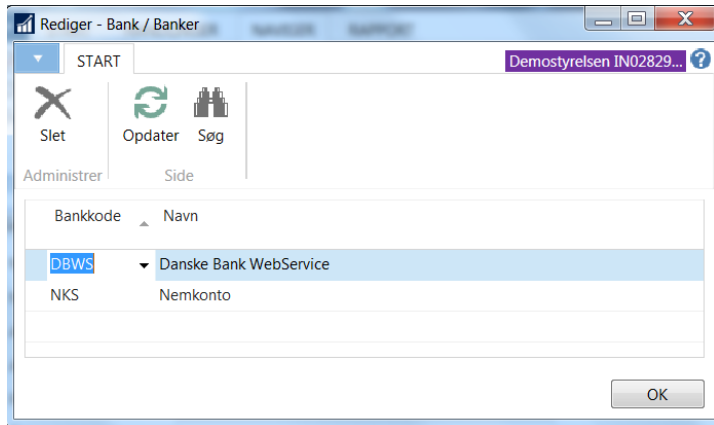 Rediger - Bank / Banker
START
Demostyrelsen IN02829...
Slet
Opdater
Søg
Administrer
Side
Bankkode
Navn
DBWS
Danske Bank WebService
NKS
Nemkonto
OK